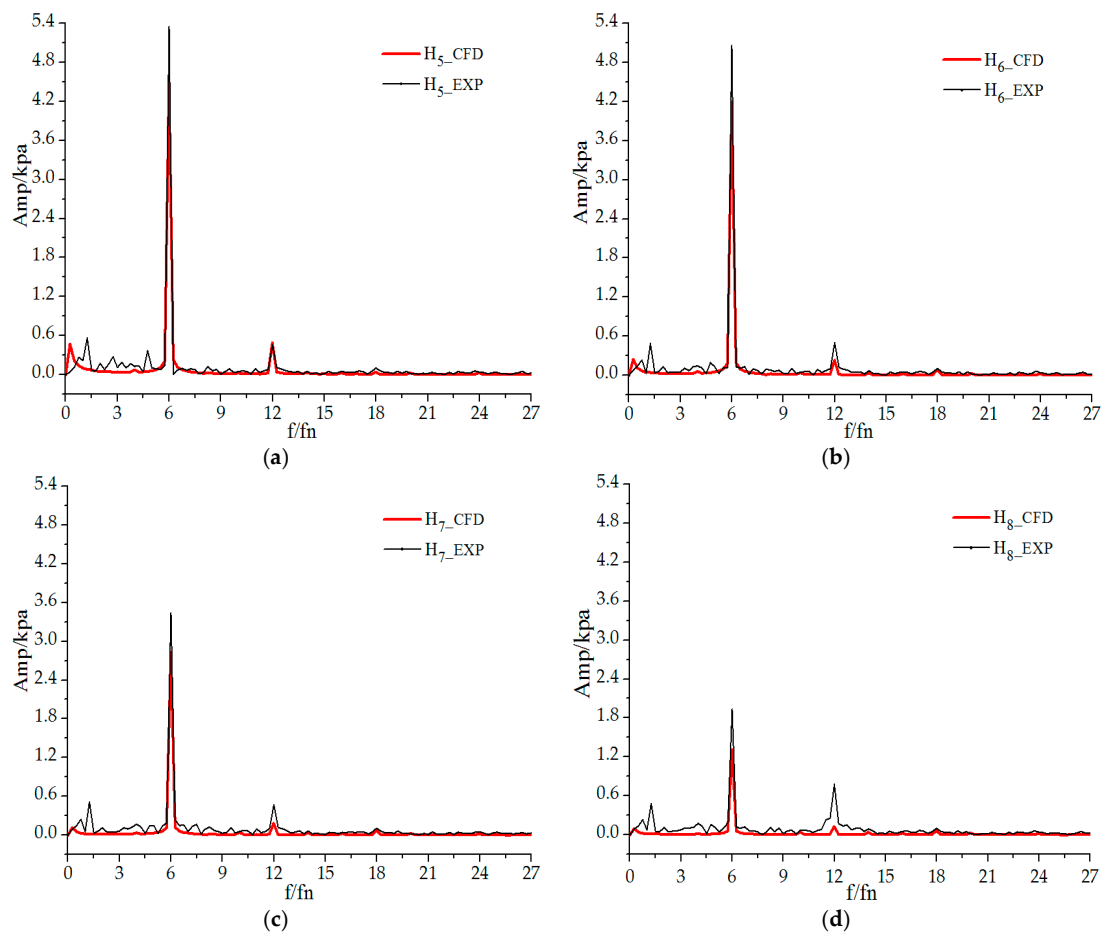 5.4
4.8
4.2
3.6
3.0
2.4
1.8
1.2
0.6
0.0
Amp/kpa
H5_CFD
H5_EXP
0 3 6 9 12 15 18 21 24 27
f/fn
(a)
5.4
4.8
4.2
3.6
3.0
2.4
1.8
1.2
0.6
0.0
Amp/kpa
H6_CFD
H6_EXP
0 3 6 9 12 15 18 21 24 27
f/fn
(b)
5.4
4.8
4.2
3.6
3.0
2.4
1.8
1.2
0.6
0.0
Amp/kpa
H7_CFD
H7_EXP
0 3 6 9 12 15 18 21 24 27
f/fn
(c)
5.4
4.8
4.2
3.6
3.0
2.4
1.8
1.2
0.6
0.0
Amp/kpa
H8_CFD
H8_EXP
0 3 6 9 12 15 18 21 24 27
f/fn
(d)